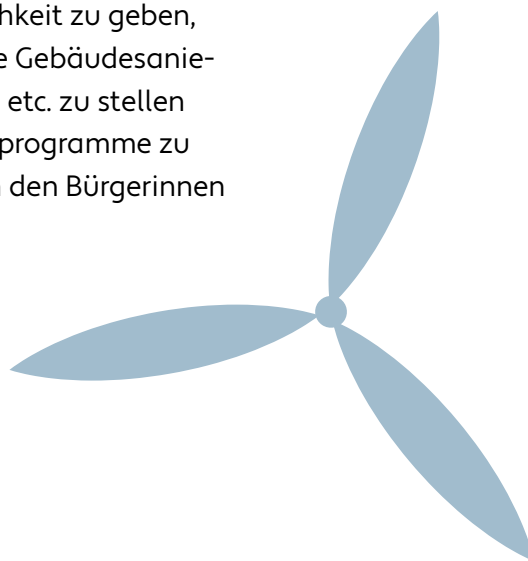 hkeit zu geben,
e Gebäudesanie-
etc. zu stellen
programme zu
den Bürgerinnen